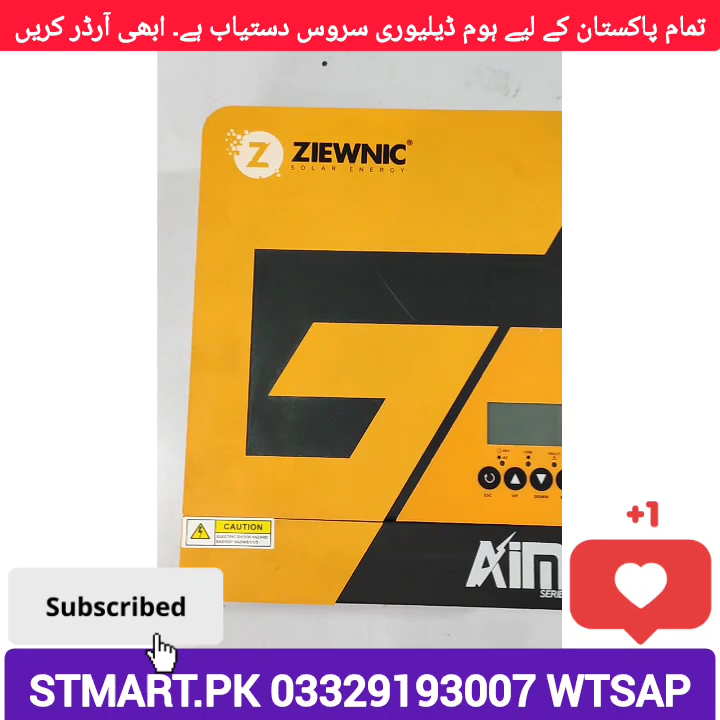 تمام پاکستان کے لیے ہوم ڈیلیوری سروس دستیاب ہے۔ ابھی آرڈر کریں
Z ZIEWNIC®
SOLAR ENERGY
CAUTION
ESC UP DOWN
SERIE
+1
Subscribed
STMART.PK 03329193007 WTSAP